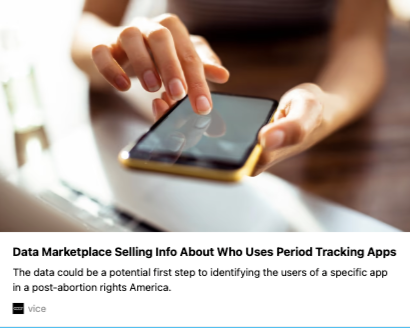 Data Marketplace Selling Info About Who Uses Period Tracking Apps
The data could be a potential first step to identifying the users of a specific app
in a post-abortion rights America.
vice